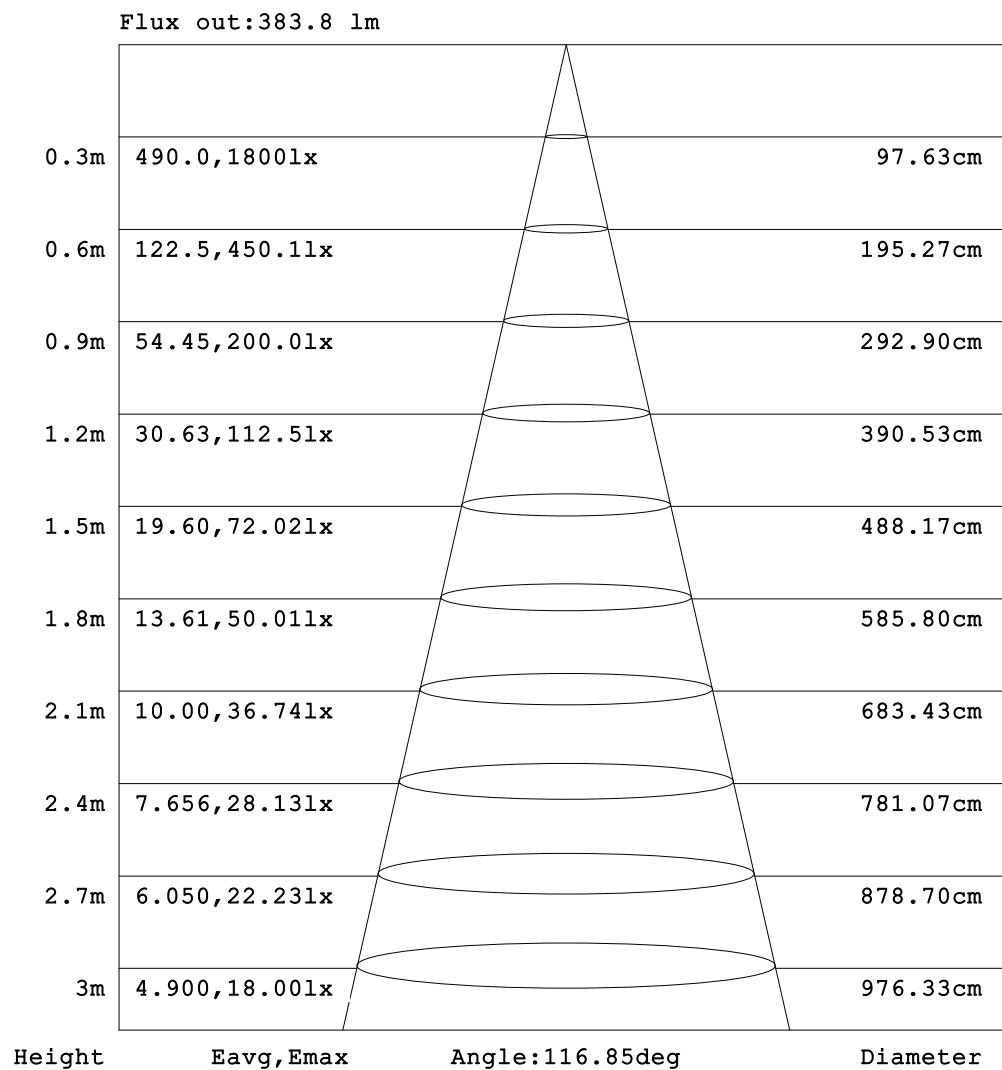 Flux out:383.8 lm
0.3m 490.0,1800lx 97.63cm
0.6m 122.5,450.1lx 195.27cm
0.9m 54.45,200.0lx 292.90cm
1.2m 30.63,112.5lx 390.53cm
1.5m 19.60,72.02lx 488.17cm
1.8m 13.61,50.01lx 585.80cm
2.1m 10.00,36.74lx 683.43cm
2.4m 7.656,28.13lx 781.07cm
2.7m 6.050,22.23lx 878.70cm
3m 4.900,18.00lx 976.33cm
Height Eavg,Emax Angle:116.85deg Diameter